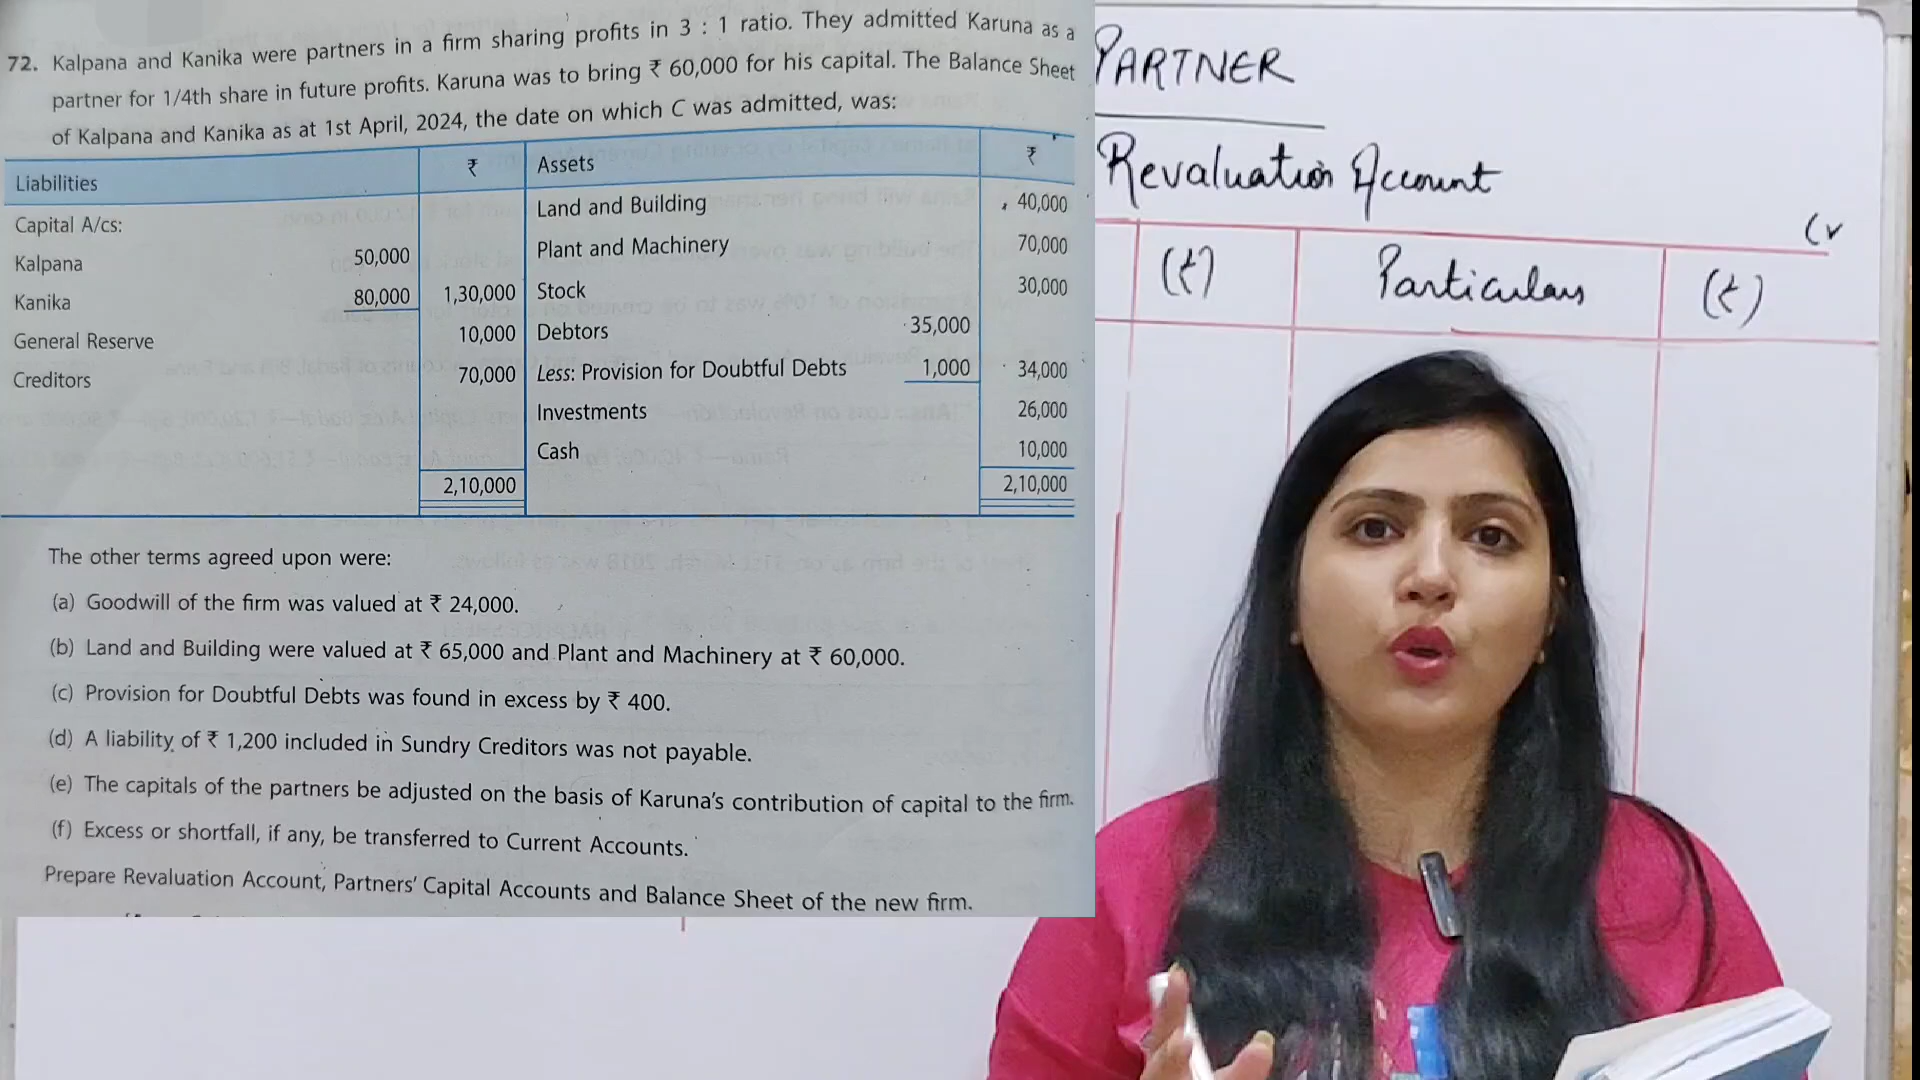 72. Kalpana and Kanika were partners in a firm sharing profits in 3 : 1 ratio. They admitted Karuna as a
partner for 1/4th share in future profits. Karuna was to bring ₹ 60,000 for his capital. The Balance Sheet
of Kalpana and Kanika as at 1st April, 2024, the date on which C was admitted, was:
Liabilities ₹ Assets ₹
Capital A/cs: Land and Building 40,000
Kalpana 50,000 Plant and Machinery 70,000
Kanika 80,000 1,30,000 Stock 30,000
General Reserve 10,000 Debtors 35,000
Creditors 70,000 Less: Provision for Doubtful Debts 1,000 34,000
Investments 26,000
Cash 10,000
2,10,000 2,10,000
The other terms agreed upon were:
(a) Goodwill of the firm was valued at ₹ 24,000.
(b) Land and Building were valued at ₹ 65,000 and Plant and Machinery at ₹ 60,000.
(c) Provision for Doubtful Debts was found in excess by ₹ 400.
(d) A liability of ₹ 1,200 included in Sundry Creditors was not payable.
(e) The capitals of the partners be adjusted on the basis of Karuna's contribution of capital to the firm.
(f) Excess or shortfall, if any, be transferred to Current Accounts.
Prepare Revaluation Account, Partners' Capital Accounts and Balance Sheet of the new firm.
PARTNER
Revaluation Account
(₹) Particulars (₹)